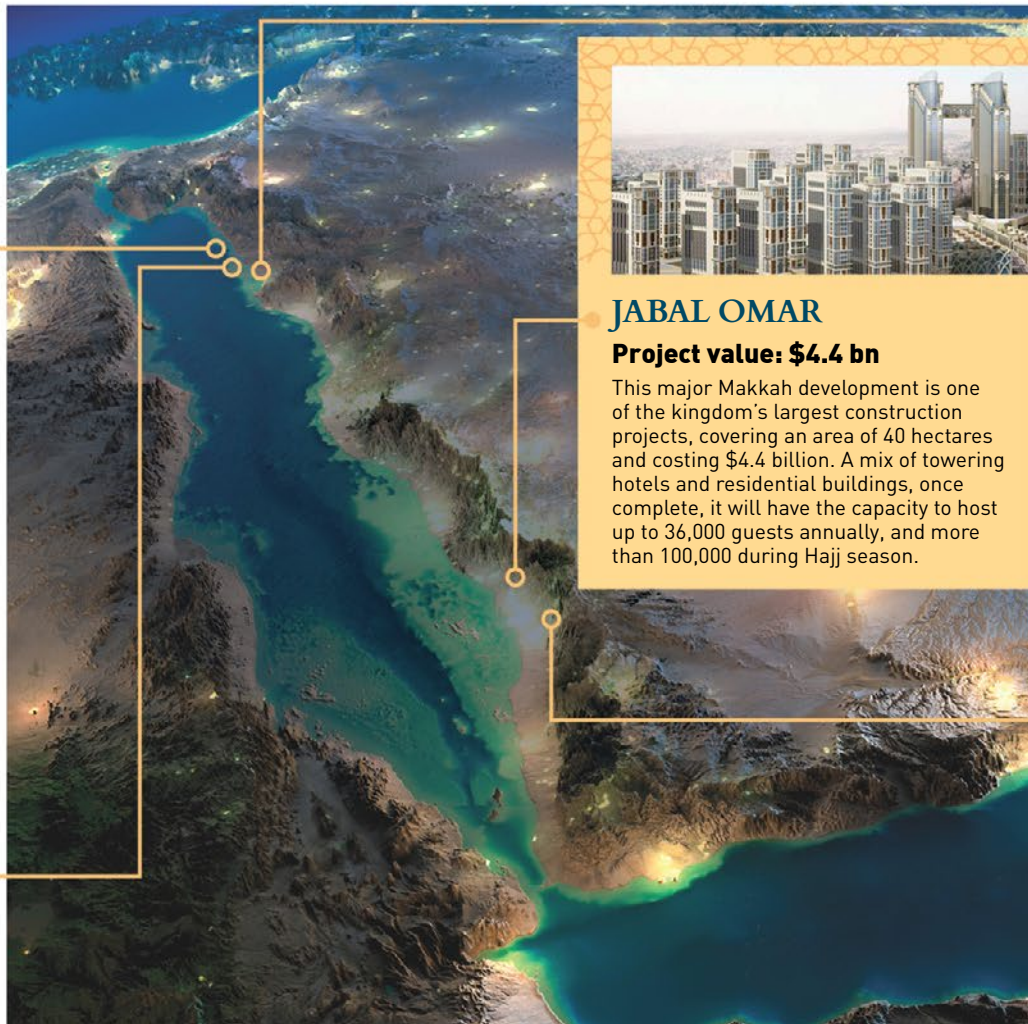 JABAL OMAR
Project value: $4.4 bn
This major Makkah development is one
of the kingdom’s largest construction
projects, covering an area of 40 hectares
and costing $4.4 billion. A mix of towering
hotels and residential buildings, once
complete, it will have the capacity to host
up to 36,000 guests annually, and more
than 100,000 during Hajj season.